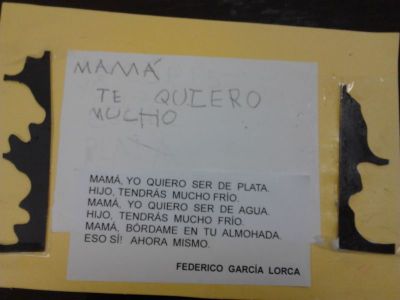 MAMÁ
TE QUIERO
MUCHO
MAMÁ, YO QUIERO SER DE PLATA.
HIJO, TENDRÁS MUCHO FRÍO.
MAMÁ, YO QUIERO SER DE AGUA.
HIJO, TENDRÁS MUCHO FRÍO.
MAMÁ, BÓRDAME EN TU ALMOHADA.
ESO SÍ! AHORA MISMO.
FEDERICO GARCÍA LORCA